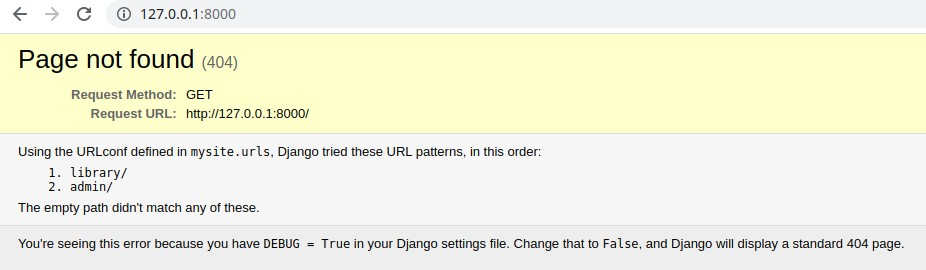 127.0.0.1:8000
Page not found (404)
Request Method: GET
Request URL: http://127.0.0.1:8000/
Using the URLconf defined in mysite.urls, Django tried these URL patterns, in this order:
1. library/
2. admin/
The empty path didn't match any of these.
You're seeing this error because you have DEBUG = True in your Django settings file. Change that to False, and Django will display a standard 404 page.